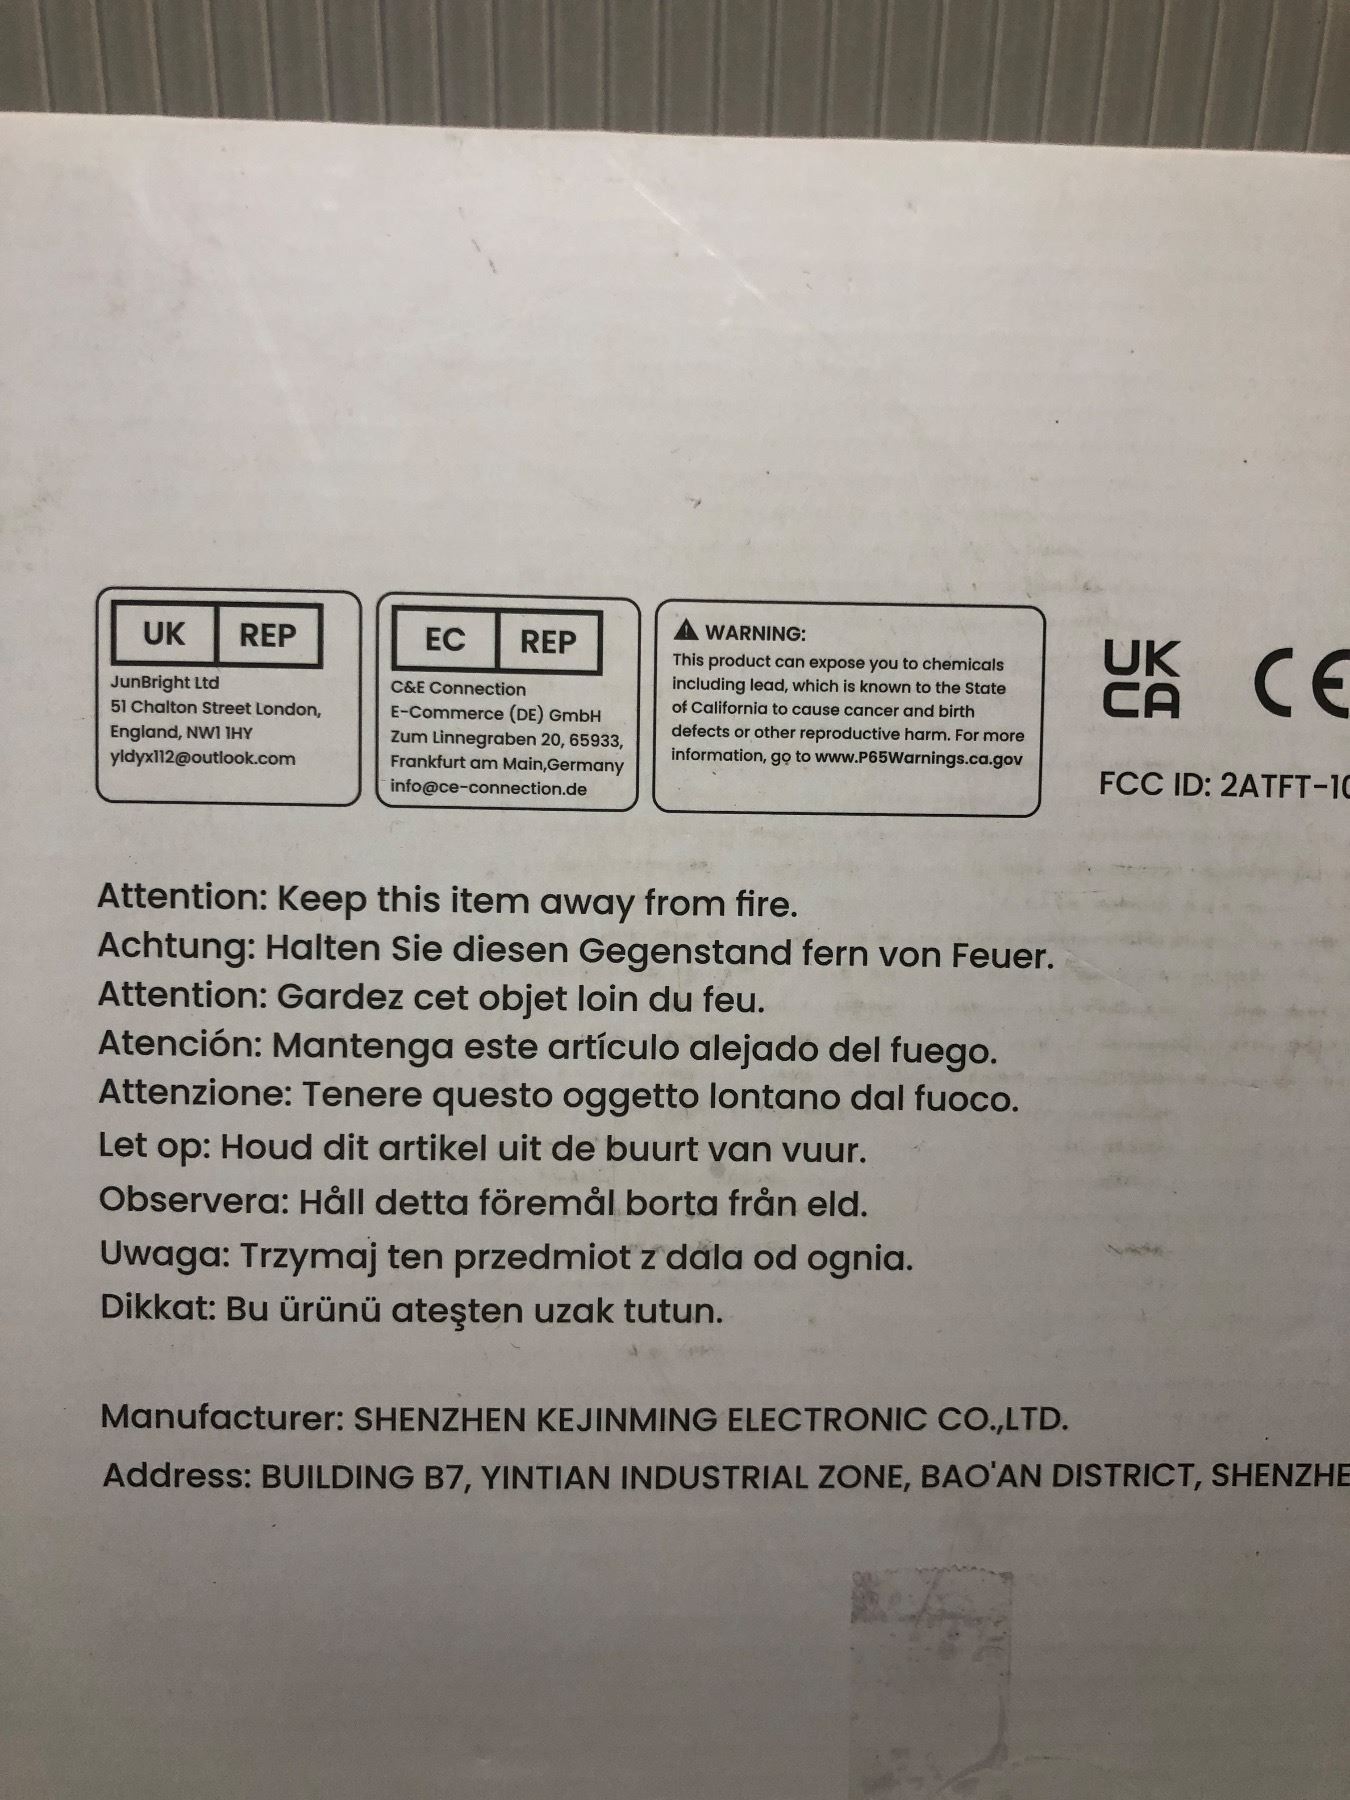 UK REP
JunBright Ltd
51 Chalton Street London,
England, NW1 1HY
yldyx112@outlook.com
EC REP
C&E Connection
E-Commerce (DE) GmbH
Zum Linnegraben 20, 65933,
Frankfurt am Main,Germany
info@ce-connection.de
WARNING:
This product can expose you to chemicals
including lead, which is known to the State
of California to cause cancer and birth
defects or other reproductive harm. For more
information, go to www.P65Warnings.ca.gov
UK
CA
CE
FCC ID: 2ATFT-10
Attention: Keep this item away from fire.
Achtung: Halten Sie diesen Gegenstand fern von Feuer.
Attention: Gardez cet objet loin du feu.
Atención: Mantenga este artículo alejado del fuego.
Attenzione: Tenere questo oggetto lontano dal fuoco.
Let op: Houd dit artikel uit de buurt van vuur.
Observera: Håll detta föremål borta från eld.
Uwaga: Trzymaj ten przedmiot z dala od ognia.
Dikkat: Bu ürünü ateşten uzak tutun.
Manufacturer: SHENZHEN KEJINMING ELECTRONIC CO.,LTD.
Address: BUILDING B7, YINTIAN INDUSTRIAL ZONE, BAO'AN DISTRICT, SHENZHE